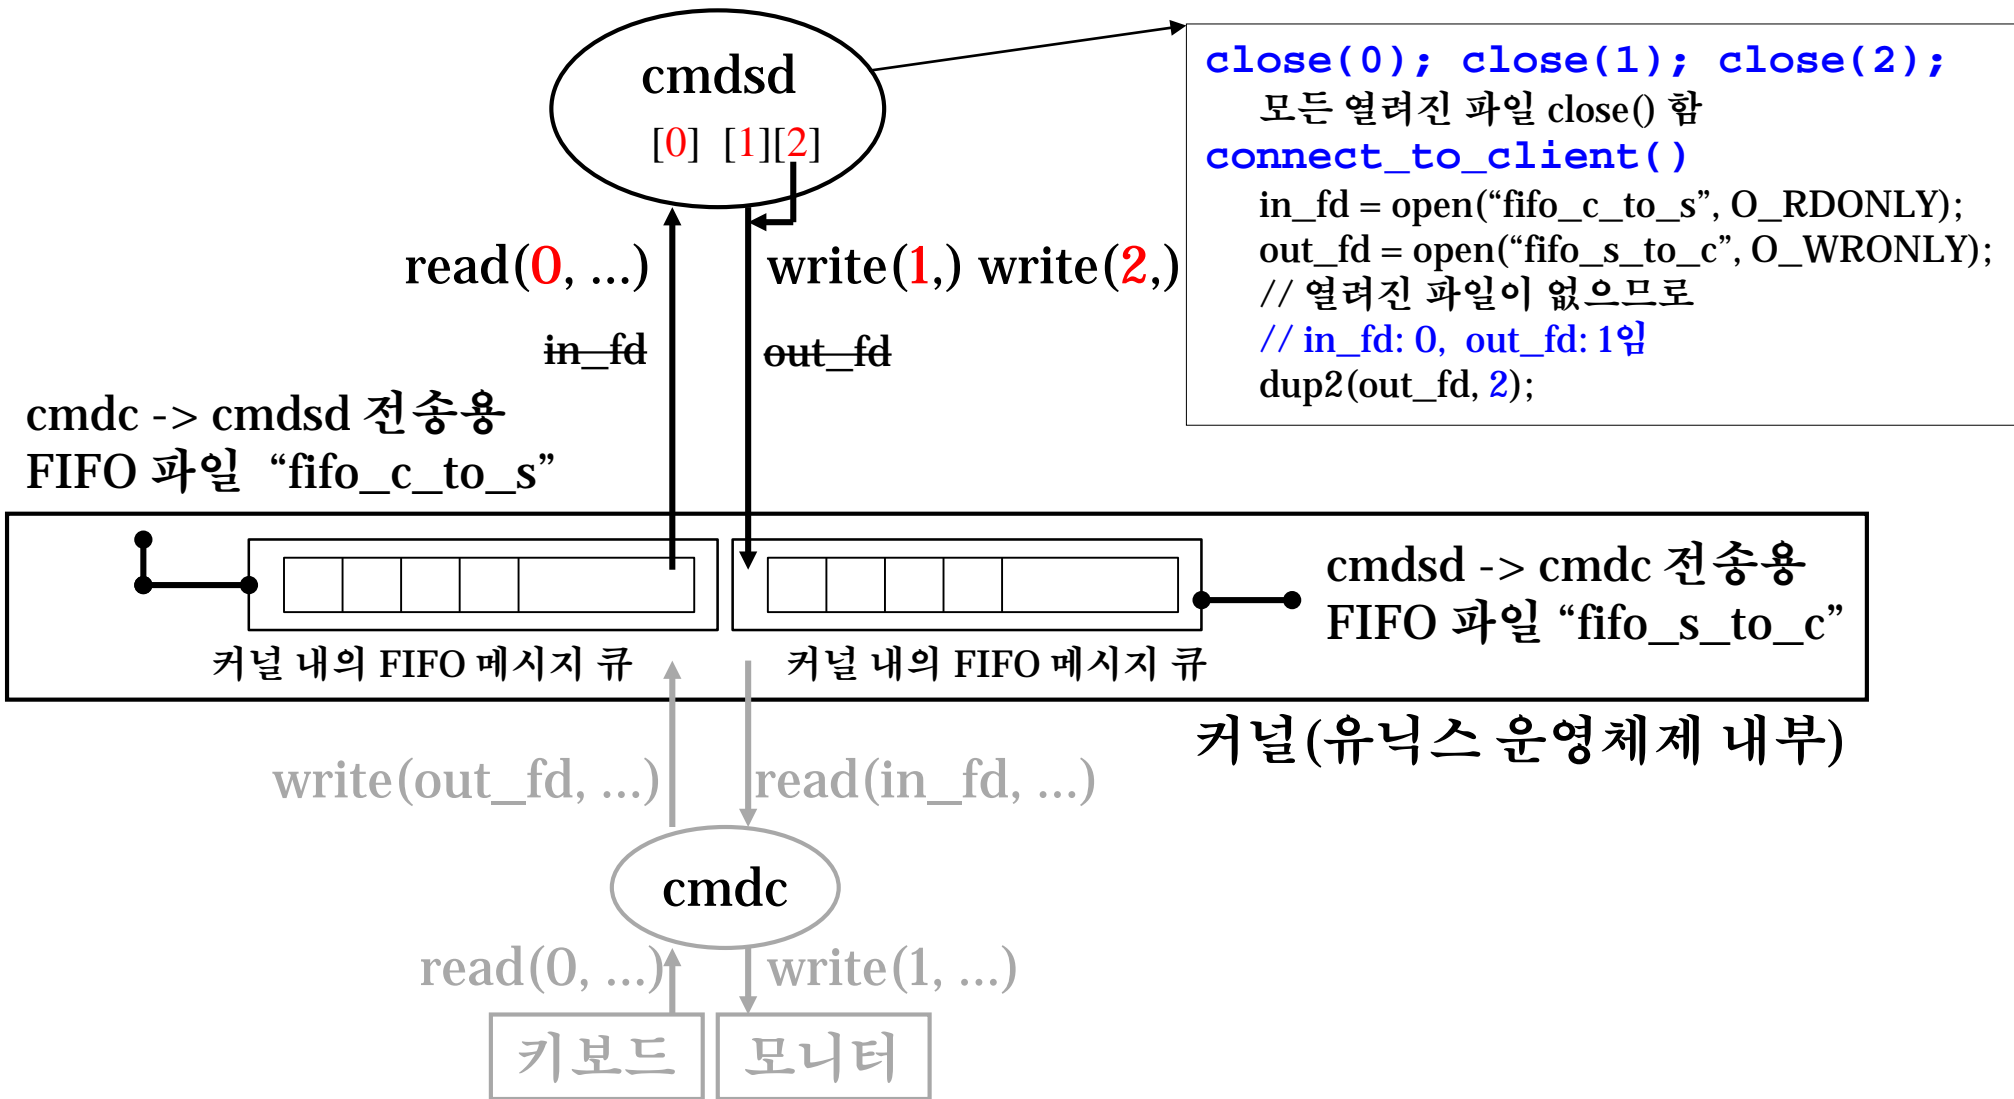 cmdsd
[0] [1][2]
close(0); close(1); close(2);
모든 열려진 파일 close() 함
connect_to_client()
in_fd = open(“fifo_c_to_s”, O_RDONLY);
out_fd = open(“fifo_s_to_c”, O_WRONLY);
// 열려진 파일이 없으므로
// in_fd: 0, out_fd: 1임
dup2(out_fd, 2);
read(0, ...)
write(1,) write(2,)
in_fd
out_fd
cmdc -> cmdsd 전송용
FIFO 파일 “fifo_c_to_s”
cmdsd -> cmdc 전송용
FIFO 파일 “fifo_s_to_c”
커널 내의 FIFO 메시지 큐
커널 내의 FIFO 메시지 큐
커널(유닉스 운영체제 내부)
write(out_fd, ...)
read(in_fd, ...)
cmdc
read(0, ...)
write(1, ...)
키보드
모니터